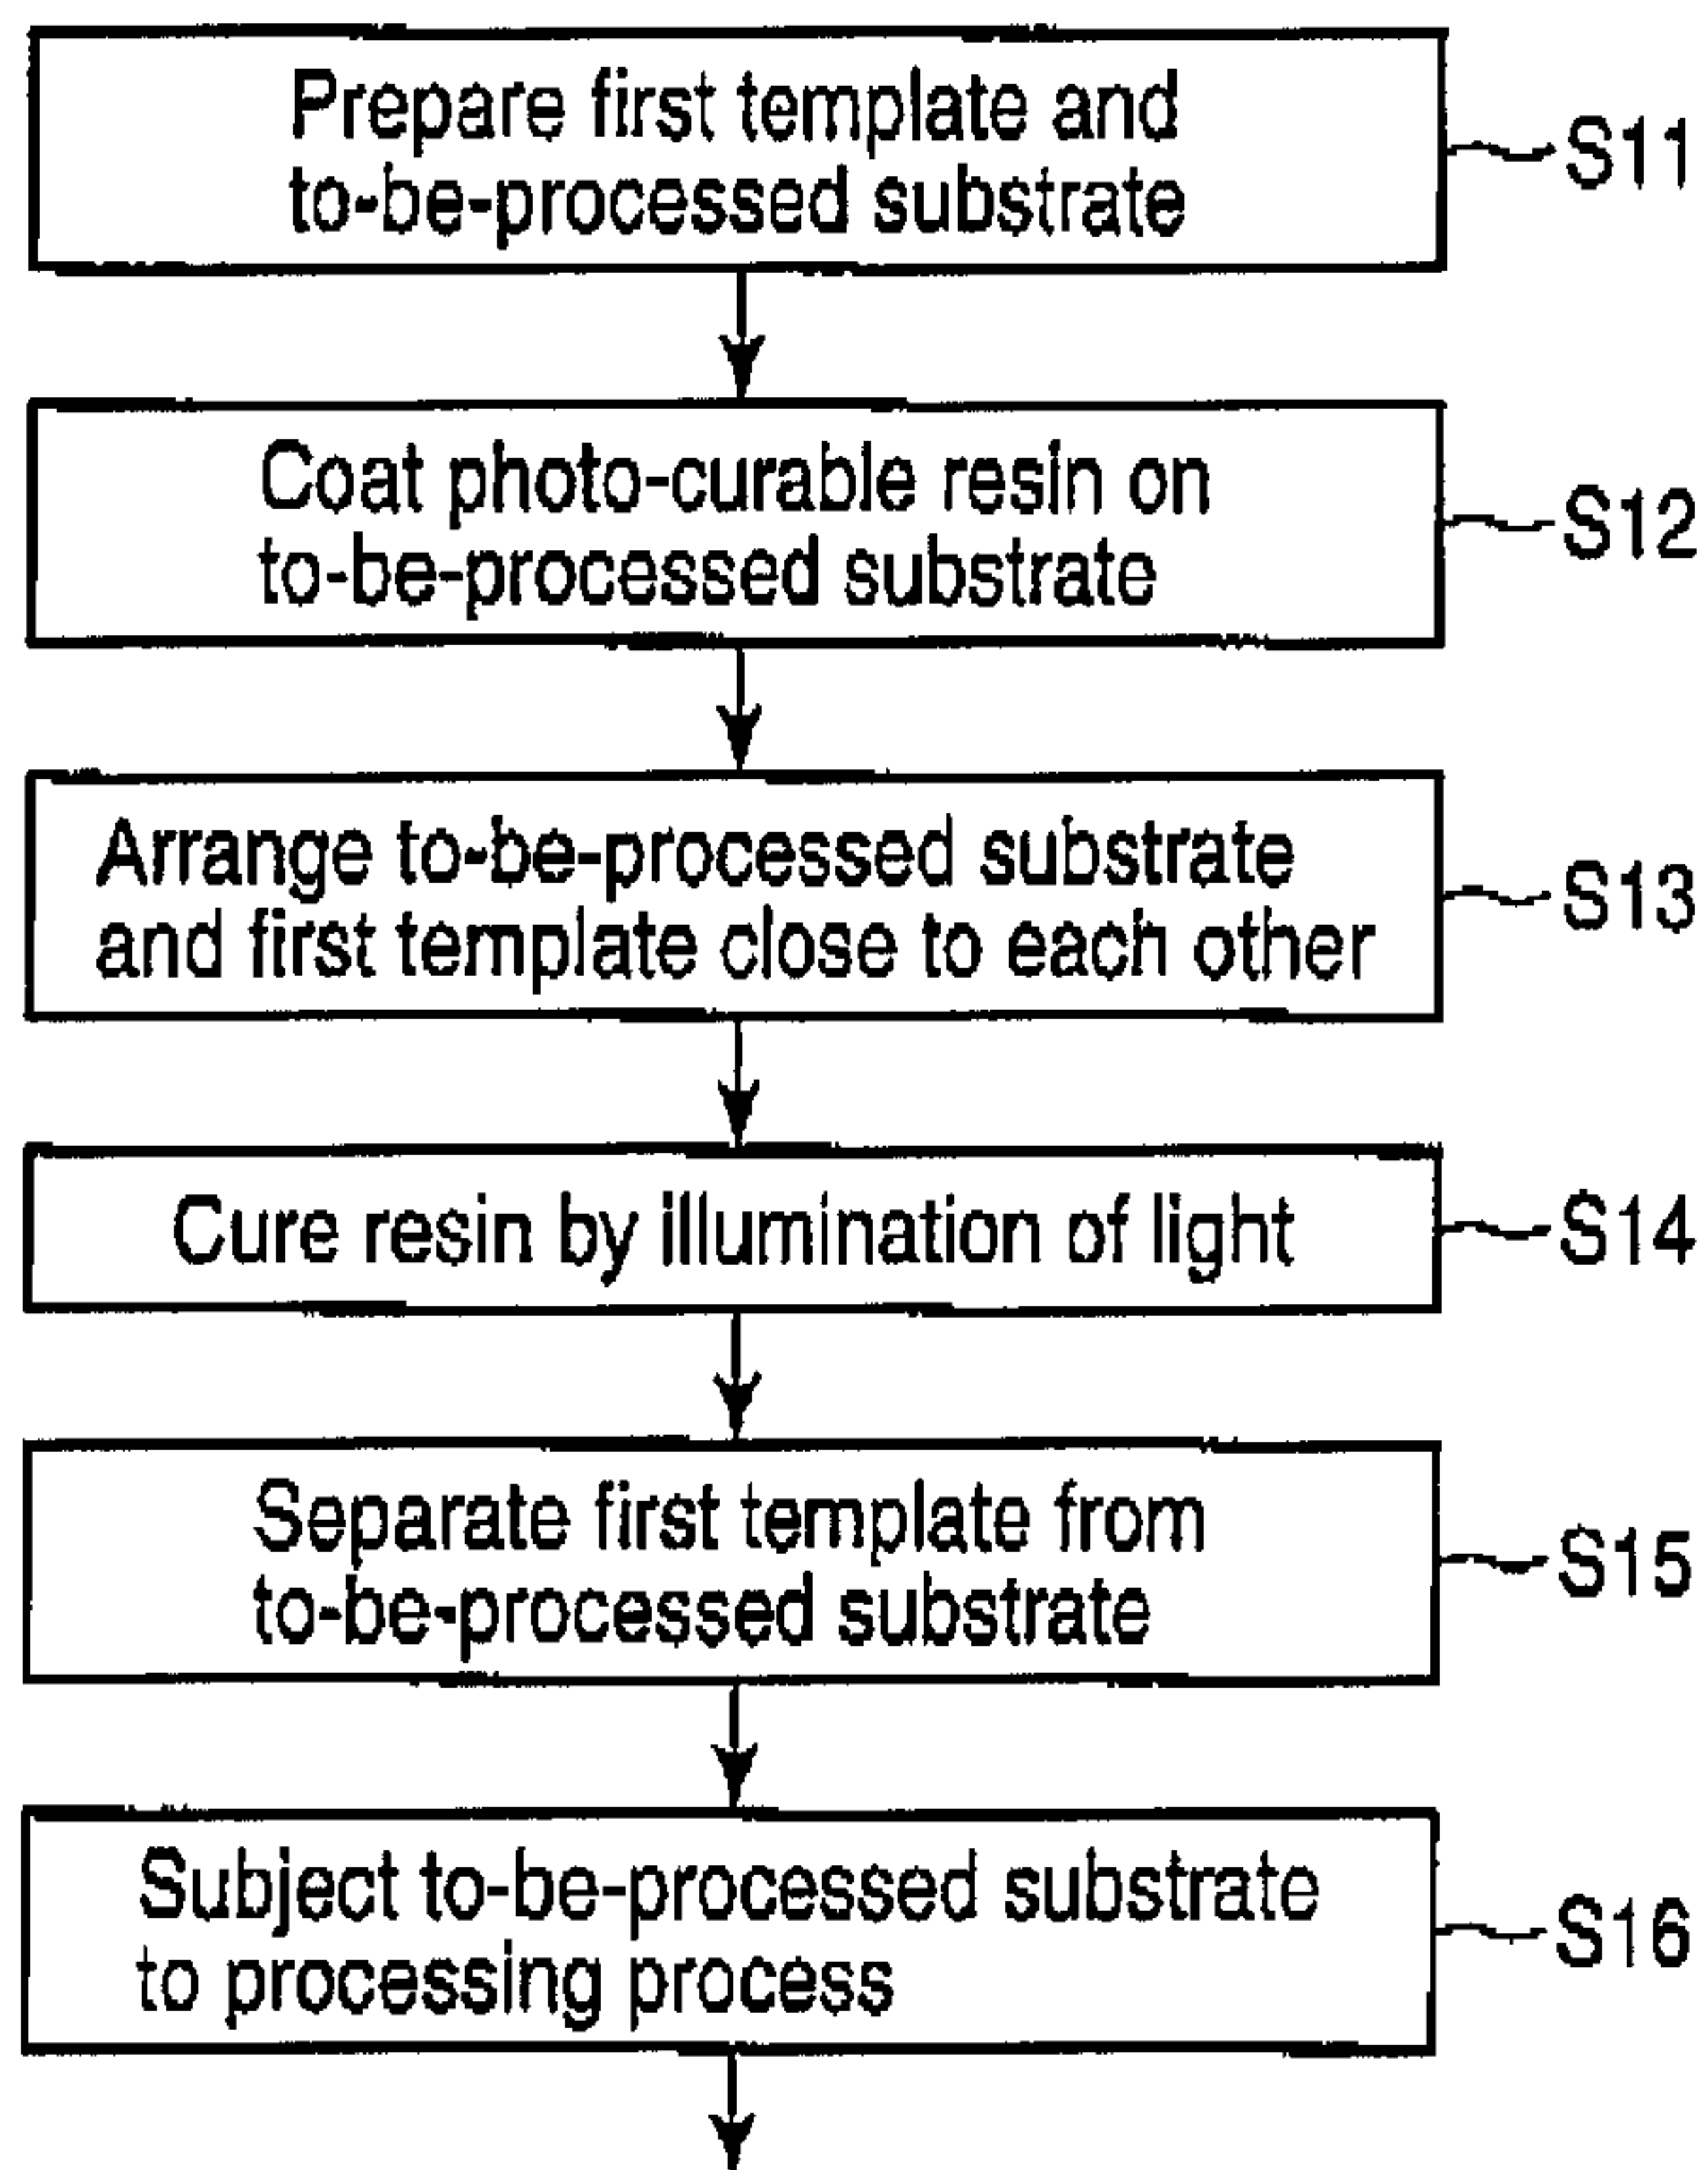 Prepare first template and
to-be-processed substrate
S11
Coat photo-curable resin on
to-be-processed substrate
S12
Arrange to-be-processed substrate
and first template close to each other
S13
Cure resin by illumination of light
S14
Separate first template from
to-be-processed substrate
S15
Subject to-be-processed substrate
to processing process
S16